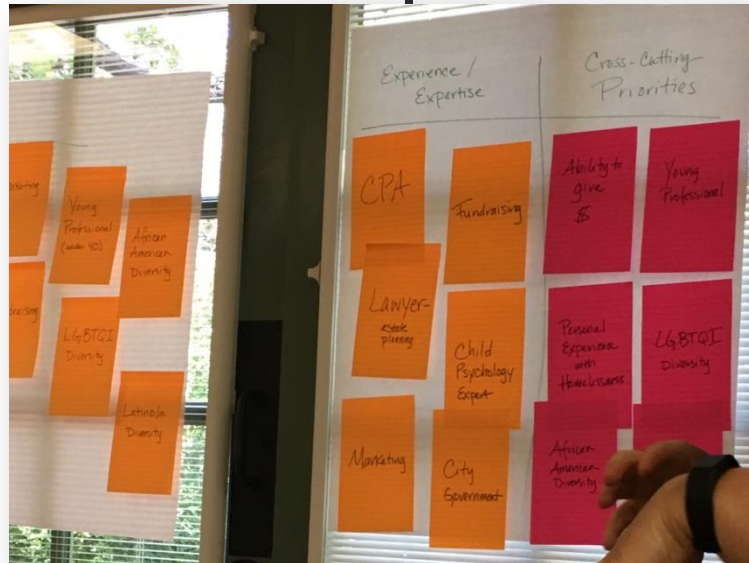 Young
Professional
(under 40)
African
American
Diversity
LGBTQI
Diversity
Latino/a
Diversity
Experience/
Expertise
CPA
Fundraising
Lawyer-
estate
planning
Child
Psychology
Expert
Marketing
City
Government
Cross-Cutting
Priorities
Ability to
give
$
Young
Professional
Personal
Experience
with
Homelessness
LGBTQI
Diversity
African
American
Diversity